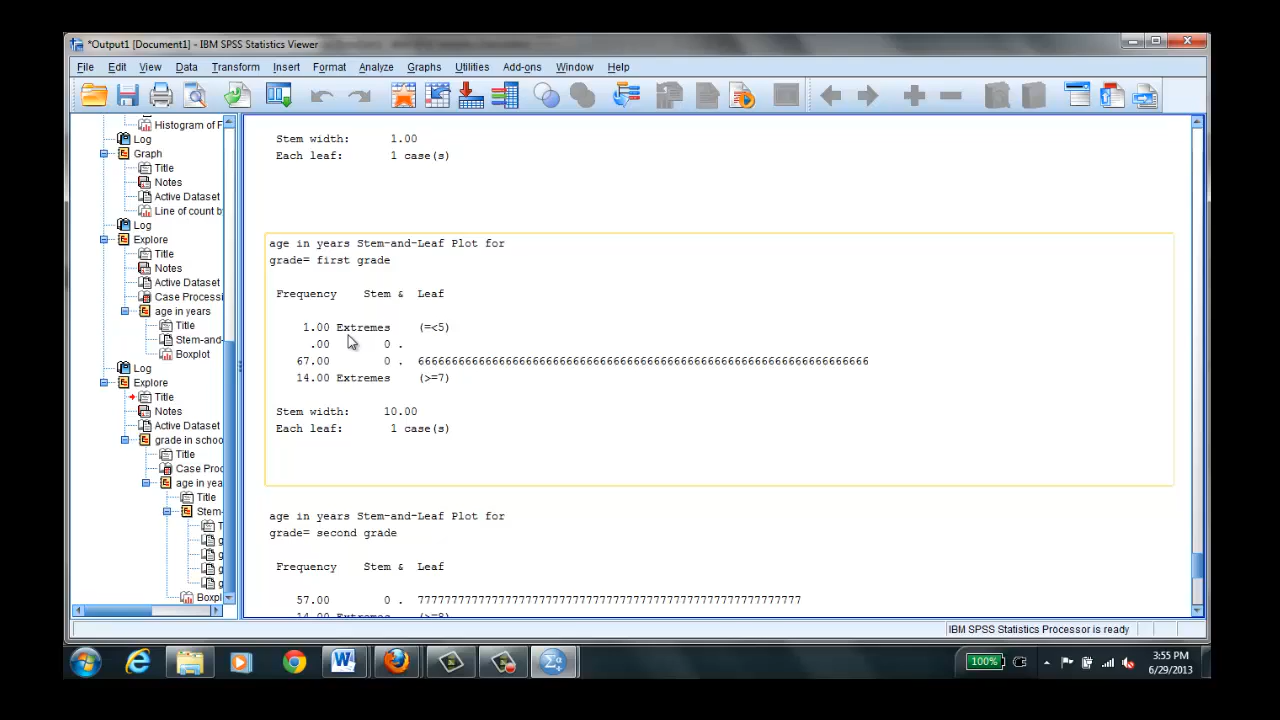 *Output1 [Document1] - IBM SPSS Statistics Viewer
File Edit View Data Transform Insert Format Analyze Graphs Utilities Add-ons Window Help
Histogram of F
Log
Graph
Title
Notes
Active Dataset
Line of count by
Log
Explore
Title
Notes
Active Dataset
Case Processi
age in years
Title
Stem-and-
Boxplot
Log
Explore
Title
Notes
Active Dataset
grade in schoo
Title
Case Proc
age in yea
Title
Stem-
T
g
g
g
g
Boxpl
Stem width: 1.00
Each leaf: 1 case(s)
age in years Stem-and-Leaf Plot for
grade= first grade
Frequency Stem & Leaf
1.00 Extremes (=<5)
.00 0 .
67.00 0 . 6666666666666666666666666666666666666666666666666666666666666666666
14.00 Extremes (>=7)
Stem width: 10.00
Each leaf: 1 case(s)
age in years Stem-and-Leaf Plot for
grade= second grade
Frequency Stem & Leaf
57.00 0 . 777777777777777777777777777777777777777777777777777777777
14.00 Extremes (>=8)
IBM SPSS Statistics Processor is ready
100%
3:55 PM
6/29/2013